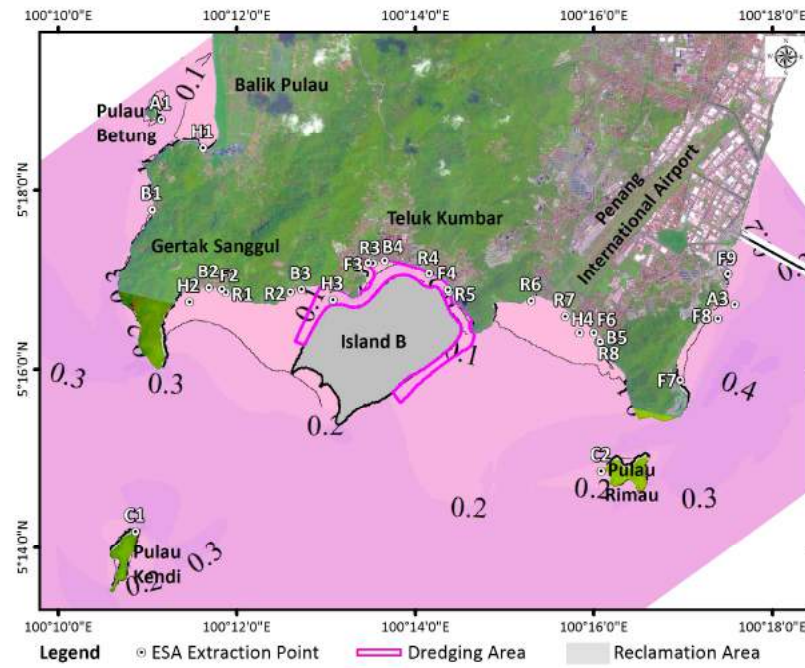 100°10'0"E 100°12'0"E 100°14'0"E 100°16'0"E 100°18'0"E
5°18'0"N
5°16'0"N
5°14'0"N
0.1
Balik Pulau
A1
Pulau
Betung
H1
B1
Penang
International Airport
Teluk Kumbar
Gertak Sanggul
R3 B4
F3
R4
F4
F9
B2 F2
H2
R1
R2 B3
0.1
H3
R5
R6
R7
H4 F6
B5
R8
A3
F8
0.3
0.3
Island B
0.1
F7
0.4
0.2
C2
Pulau
Rimau
0.2
0.2
0.3
C1
Pulau
Kendi
0.3
0.2
100°10'0"E 100°12'0"E 100°14'0"E 100°16'0"E 100°18'0"E
Legend ESA Extraction Point Dredging Area Reclamation Area